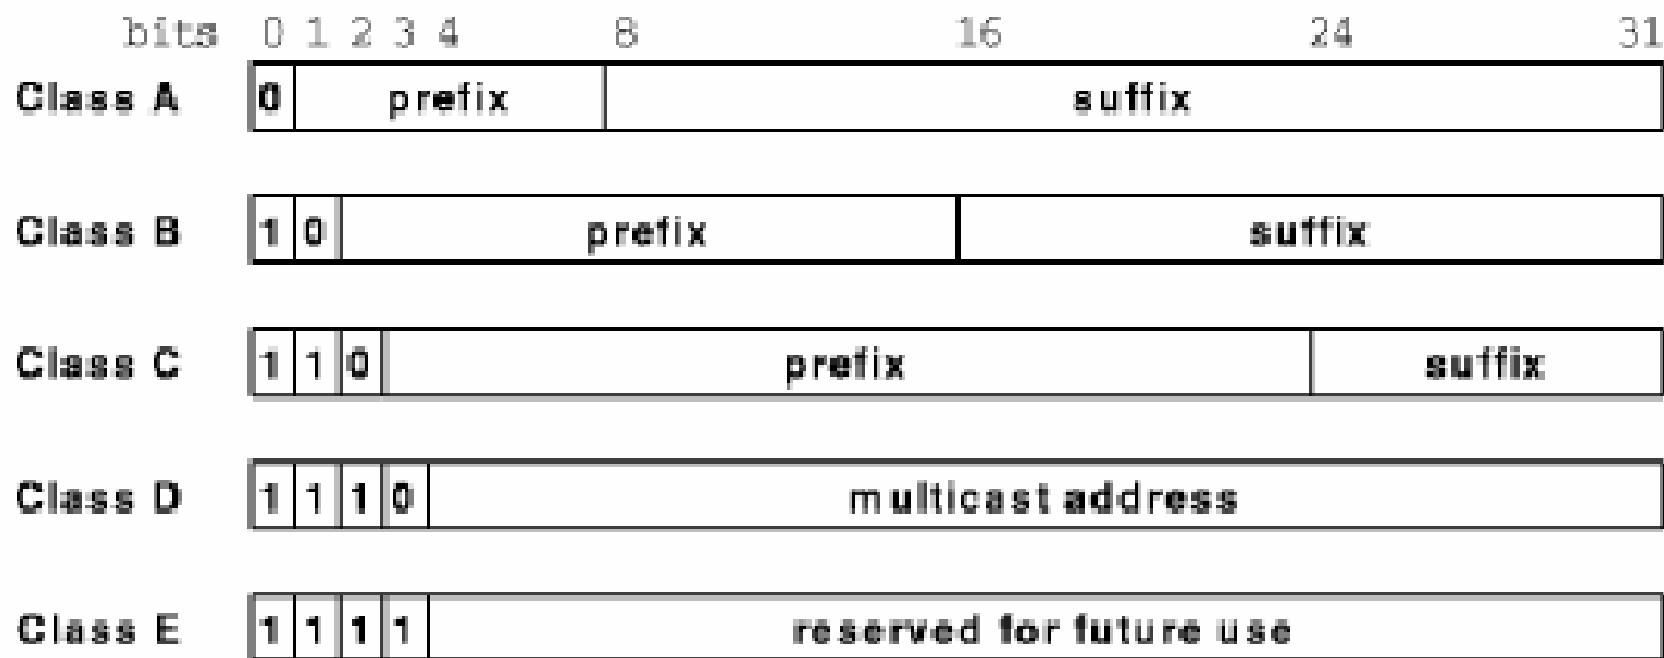 bits 0 1 2 3 4 8 16 24 31
Class A 0 prefix suffix
Class B 1 0 prefix suffix
Class C 1 1 0 prefix suffix
Class D 1 1 1 0 multicast address
Class E 1 1 1 1 reserved for future use